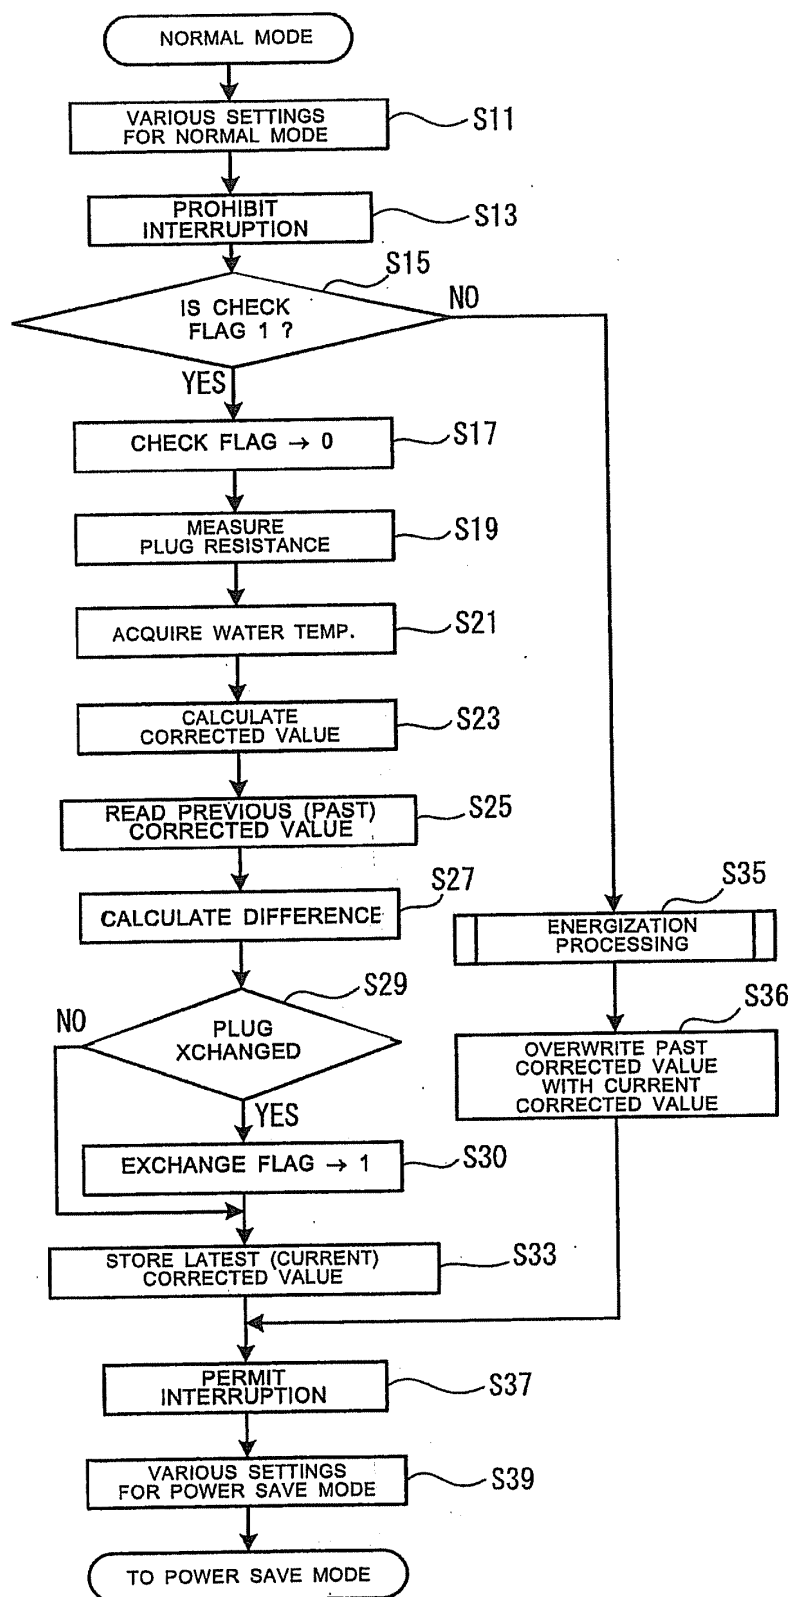 NORMAL MODE
VARIOUS SETTINGS
FOR NORMAL MODE
S11
PROHIBIT
INTERRUPTION
S13
S15
IS CHECK
FLAG 1 ?
NO
YES
CHECK FLAG → 0
S17
MEASURE
PLUG RESISTANCE
S19
ACQUIRE WATER TEMP.
S21
CALCULATE
CORRECTED VALUE
S23
READ PREVIOUS (PAST)
CORRECTED VALUE
S25
CALCULATE DIFFERENCE
S27
S35
ENERGIZATION
PROCESSING
S29
PLUG
XCHANGED
NO
YES
S36
OVERWRITE PAST
CORRECTED VALUE
WITH CURRENT
CORRECTED VALUE
EXCHANGE FLAG → 1
S30
STORE LATEST (CURRENT)
CORRECTED VALUE
S33
PERMIT
INTERRUPTION
S37
VARIOUS SETTINGS
FOR POWER SAVE MODE
S39
TO POWER SAVE MODE